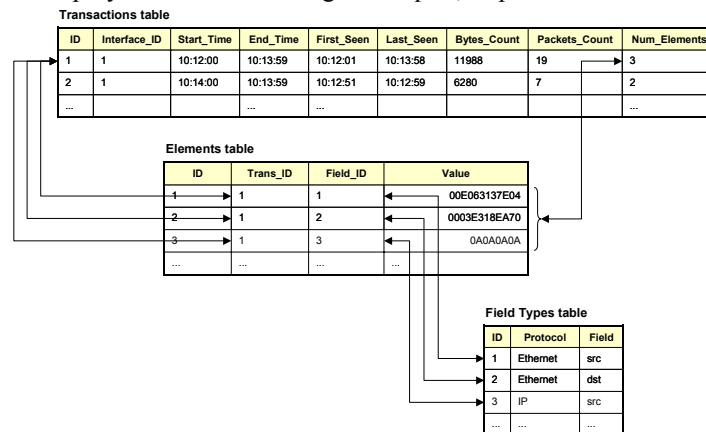 Transactions table
ID Interface_ID Start_Time End_Time First_Seen Last_Seen Bytes_Count Packets_Count Num_Elements
1 1 10:12:00 10:13:59 10:12:01 10:13:58 11988 19 3
2 1 10:14:00 10:13:59 10:12:51 10:12:59 6280 7 2
... ... ... ...
Elements table
ID Trans_ID Field_ID Value
1 1 1 00E063137E04
2 1 2 0003E318EA70
3 1 3 0A0A0A0A
... ... ... ...
Field Types table
ID Protocol Field
1 Ethernet src
2 Ethernet dst
3 IP src
... ... ...